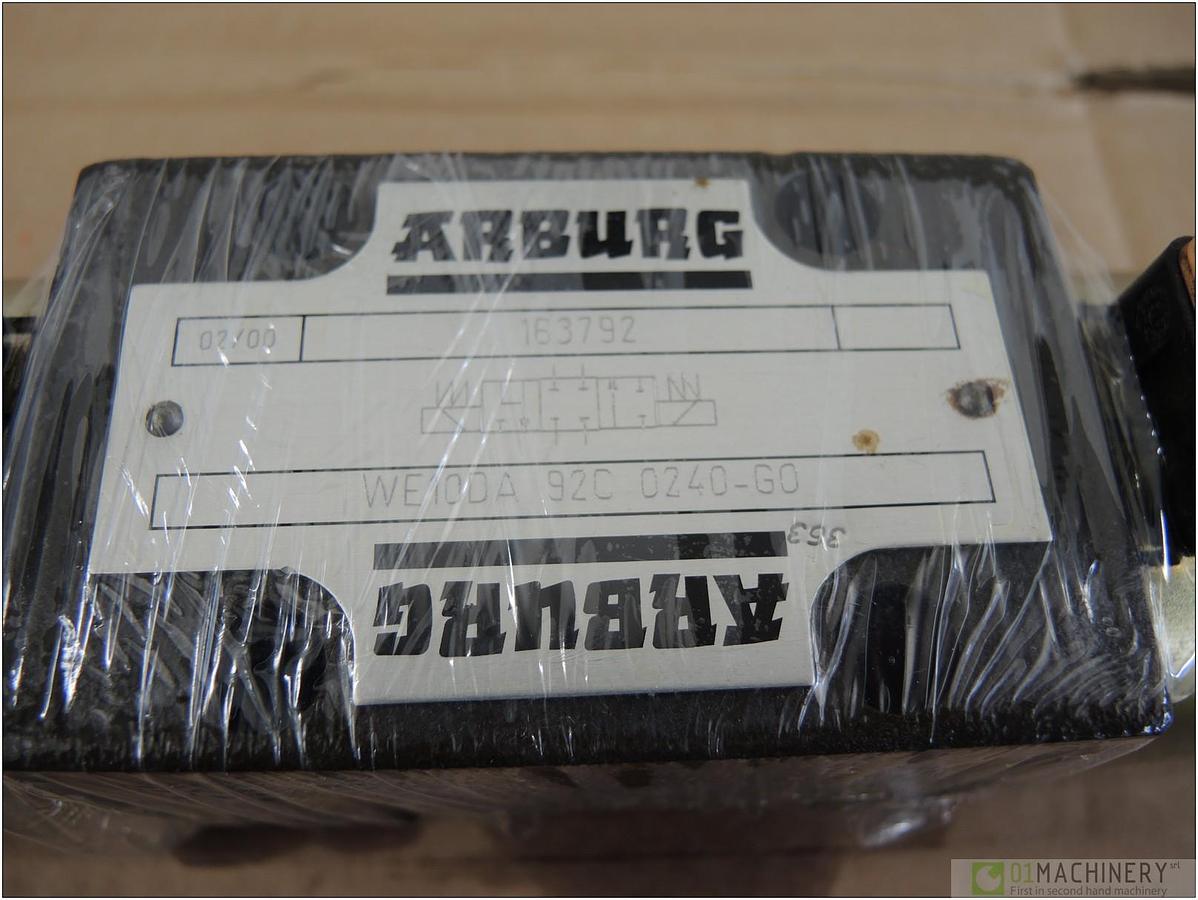 ARBURG
02/00 163792
WE10DA 92C 0240-G0
353
ARBURG
01MACHINERY srl
First in second hand machinery